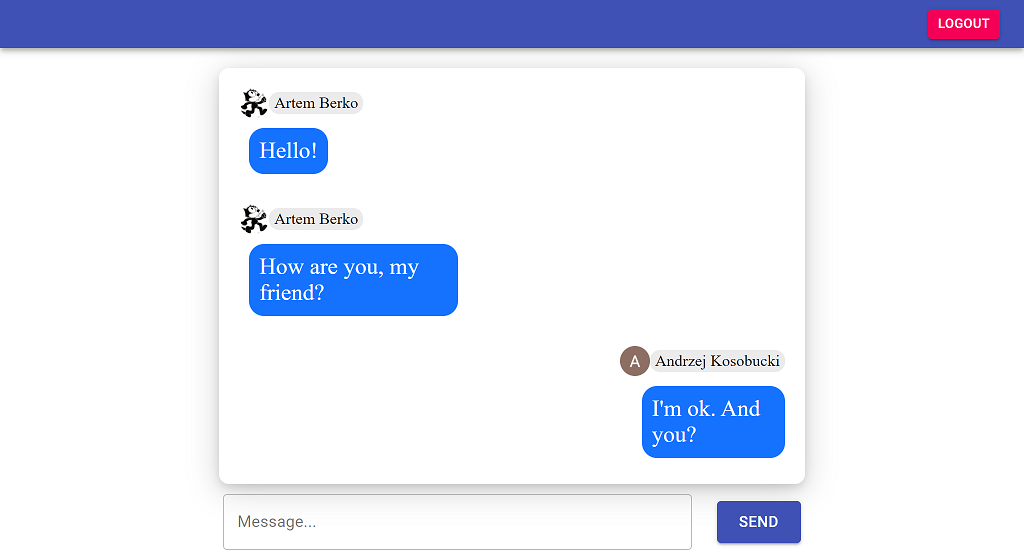 LOGOUT
Artem Berko
Hello!
Artem Berko
How are you, my
friend?
A Andrzej Kosobucki
I'm ok. And
you?
Message...
SEND